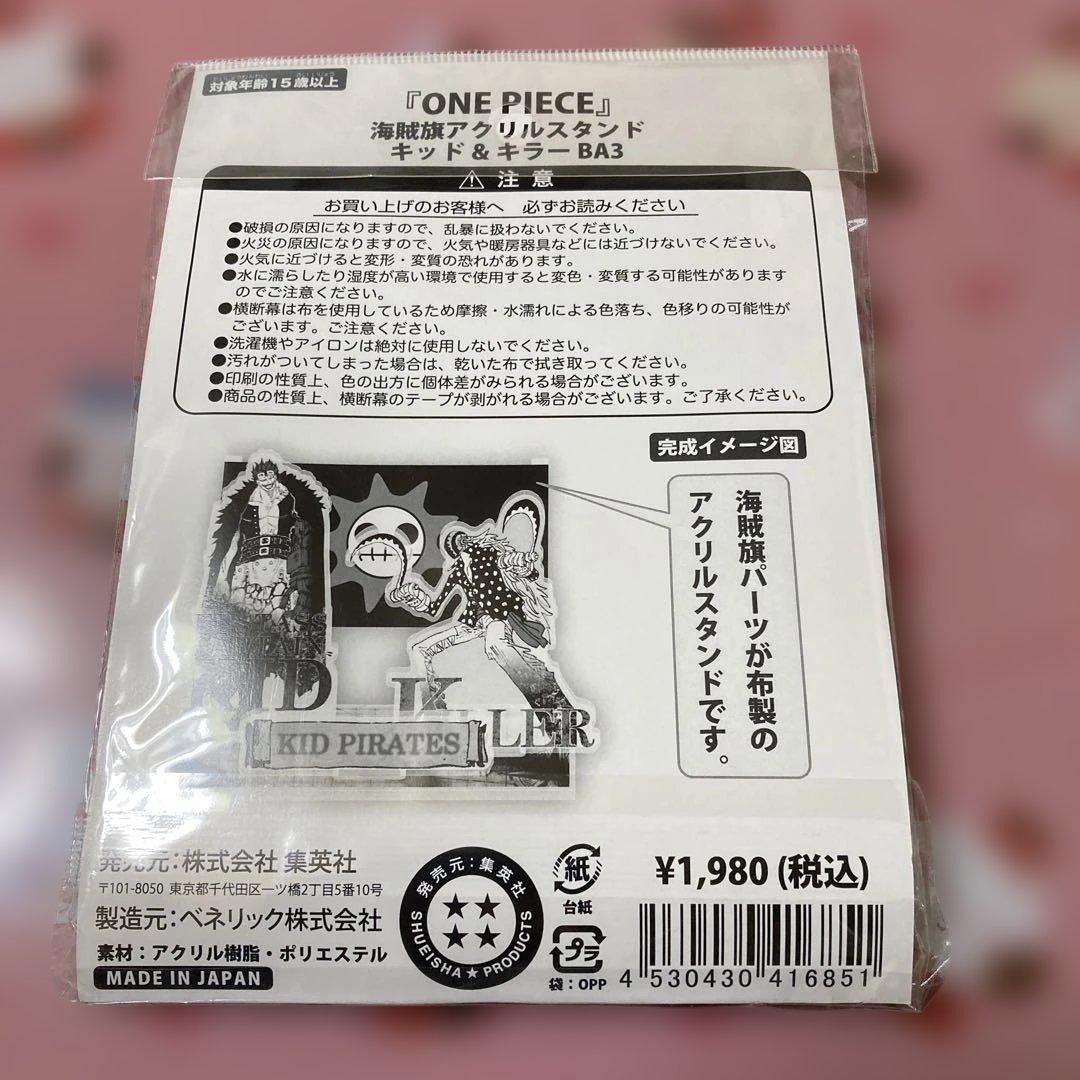 対象年齢15歳以上
『ONE PIECE』
海賊旗アクリルスタンド
キッド & キラー BA3
⚠ 注意
お買い上げのお客様へ 必ずお読みください
●破損の原因になりますので、乱暴に扱わないでください。
●火災の原因になりますので、火気や暖房器具などには近づけないでください。
●火気に近づけると変形・変質の恐れがあります。
●水に濡らしたり湿度が高い環境で使用すると変色・変質する可能性があります
のでご注意ください。
●横断幕は布を使用しているため摩擦・水濡れによる色落ち、色移りの可能性が
ございます。ご注意ください。
●洗濯機やアイロンは絶対に使用しないでください。
●汚れがついてしまった場合は、乾いた布で拭き取ってください。
●印刷の性質上、色の出方に個体差がみられる場合がございます。
●商品の性質上、横断幕のテープが剥がれる場合がございます。ご了承ください。
完成イメージ図
海賊旗パーツが布製の
アクリルスタンドです。
KID
KILLER
KID PIRATES
発売元:株式会社 集英社
〒101-8050 東京都千代田区一ツ橋2丁目5番10号
製造元:ベネリック株式会社
素材:アクリル樹脂・ポリエステル
MADE IN JAPAN
発売元:集英社
SHUEISHA★PRODUCTS
紙
台紙
プラ
袋:OPP
¥1,980 (税込)
4 530430 416851